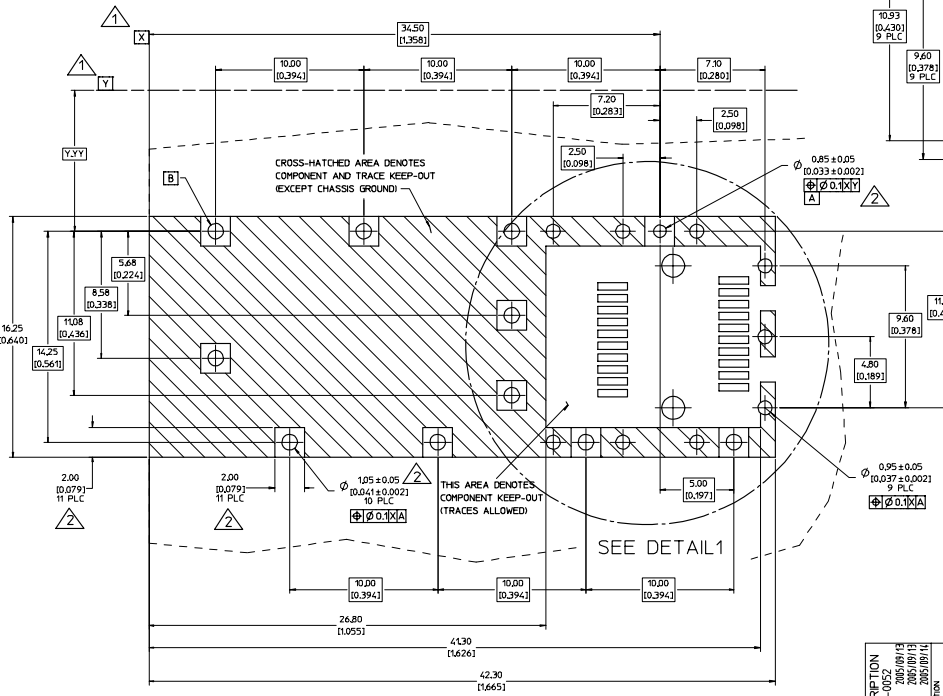 1
X
34.50
[1.358]
10.93
[0.430]
9 PLC
9.60
[0.378]
9 PLC
1
Y
10.00
[0.394]
10.00
[0.394]
10.00
[0.394]
7.10
[0.280]
7.20
[0.283]
2.50
[0.098]
Y.YY
2.50
[0.098]
CROSS-HATCHED AREA DENOTES
COMPONENT AND TRACE KEEP-OUT
(EXCEPT CHASSIS GROUND)
B
Ø 0.85±0.05
[0.033±0.002]
⌖ Ø 0.1 X Y
A
2
5.68
[0.224]
8.58
[0.338]
11.08
[0.436]
14.25
[0.561]
16.25
[0.640]
9.60
[0.378]
4.80
[0.189]
2.00
[0.079]
11 PLC
2
2.00
[0.079]
11 PLC
2
Ø 1.05±0.05
[0.041±0.002]
10 PLC
⌖ Ø 0.1 X A
2
THIS AREA DENOTES
COMPONENT KEEP-OUT
(TRACES ALLOWED)
5.00
[0.197]
Ø 0.95±0.05
[0.037±0.002]
9 PLC
⌖ Ø 0.1 X A
SEE DETAIL1
10.00
[0.394]
10.00
[0.394]
10.00
[0.394]
26.80
[1.055]
41.30
[1.626]
42.30
[1.665]
2005/09/13
2005/09/13
2005/09/14